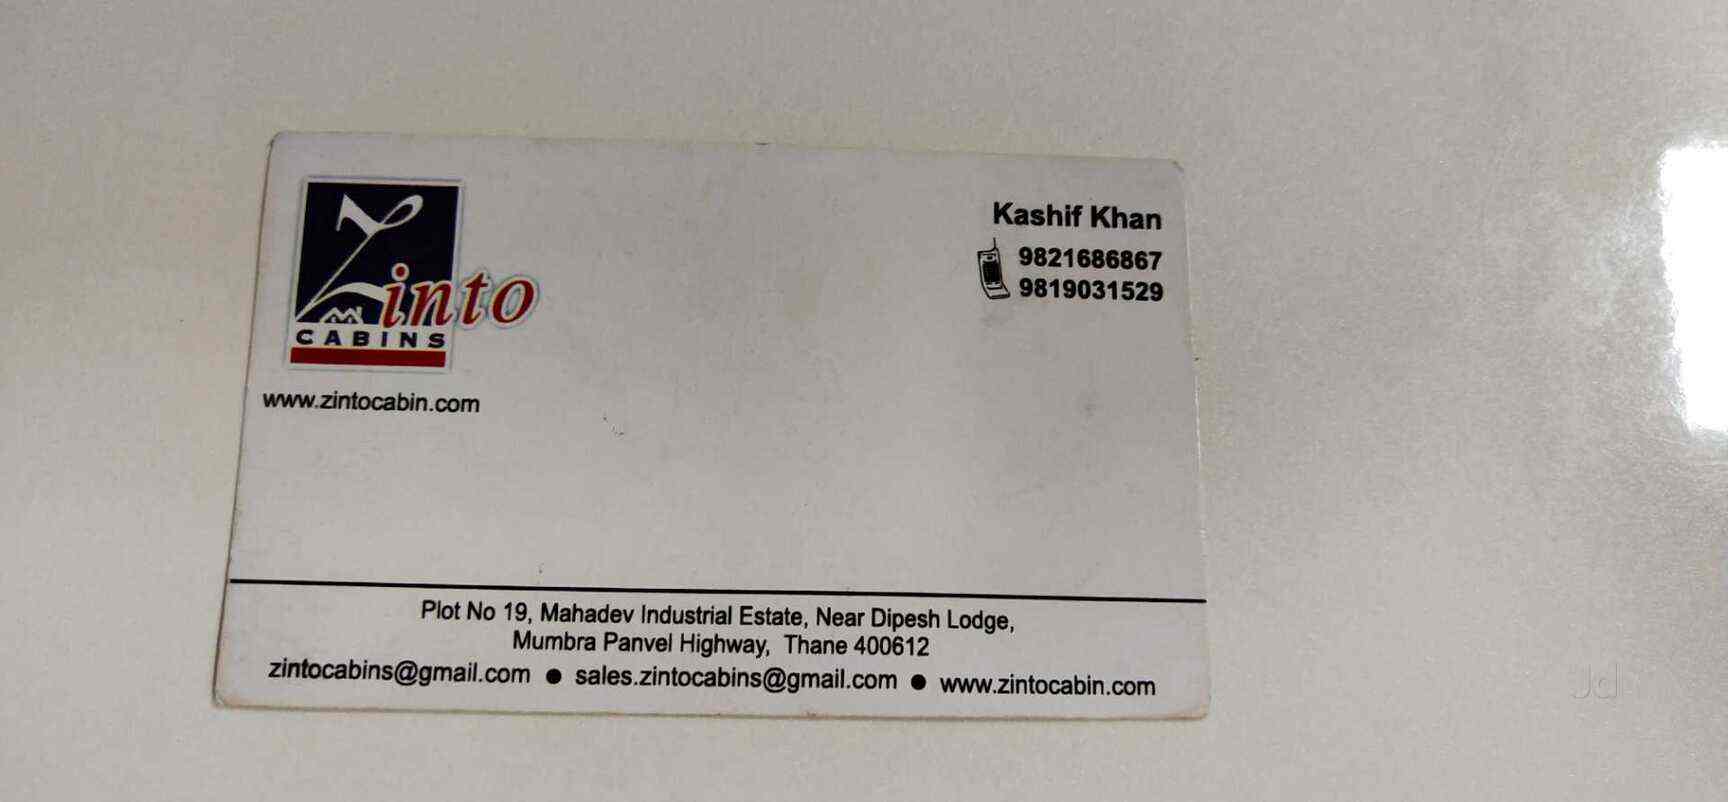 Zinto
CABINS
www.zintocabin.com
Kashif Khan
9821686867
9819031529
Plot No 19, Mahadev Industrial Estate, Near Dipesh Lodge,
Mumbra Panvel Highway, Thane 400612
zintocabins@gmail.com ● sales.zintocabins@gmail.com ● www.zintocabin.com
Jd